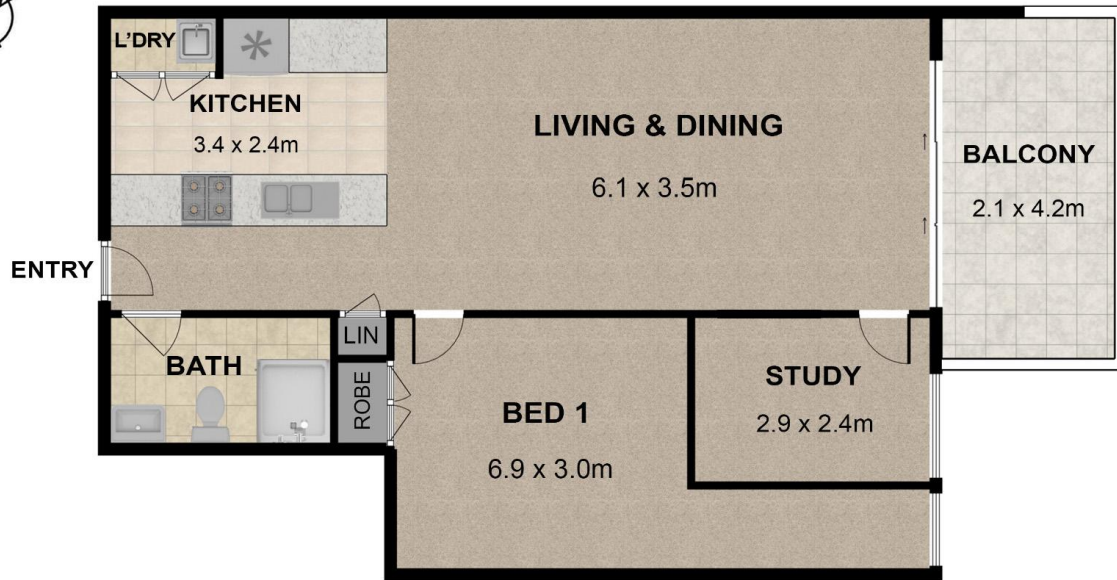 L'DRY
KITCHEN
3.4 x 2.4m
LIVING & DINING
6.1 x 3.5m
BALCONY
2.1 x 4.2m
ENTRY
BATH
LIN
ROBE
BED 1
6.9 x 3.0m
STUDY
2.9 x 2.4m